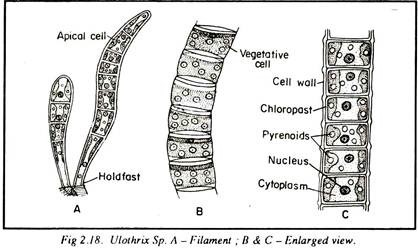 Apical cell
Holdfast
A
Vegetative
cell
B
Cell wall
Chloropast
Pyrenoids
Nucleus
Cytoplasm
C
Fig 2.18. Ulothrix Sp. A – Filament ; B & C – Enlarged view.